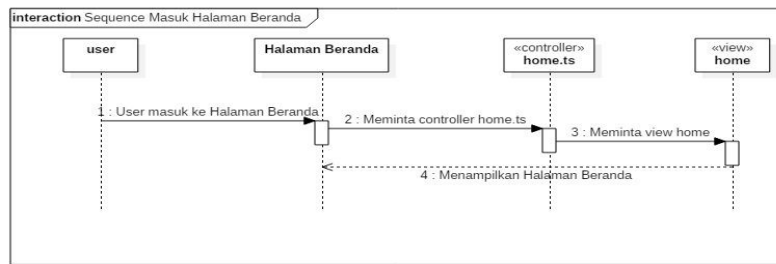 interaction Sequence Masuk Halaman Beranda
user
Halaman Beranda
«controller»
home.ts
«view»
home
1 : User masuk ke Halaman Beranda
2 : Meminta controller home.ts
3 : Meminta view home
4 : Menampilkan Halaman Beranda